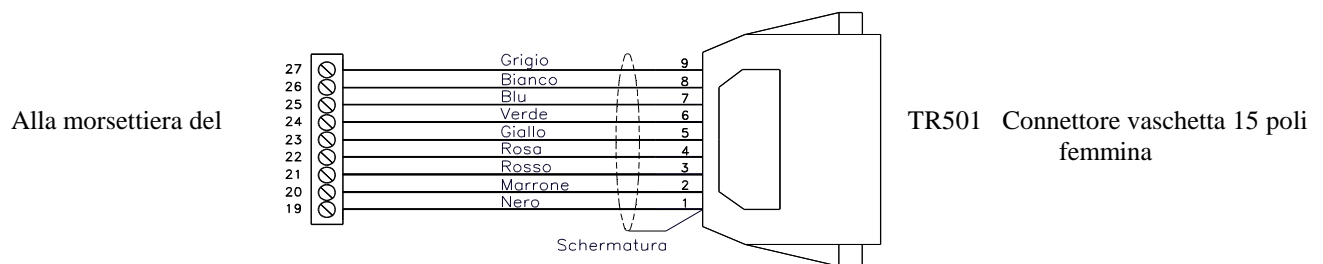 27 Grigio 9
26 Bianco 8
25 Blu 7
24 Verde 6
23 Giallo 5
22 Rosa 4
21 Rosso 3
20 Marrone 2
19 Nero 1
Schermatura
Alla morsettiera del
TR501 Connettore vaschetta 15 poli
femmina